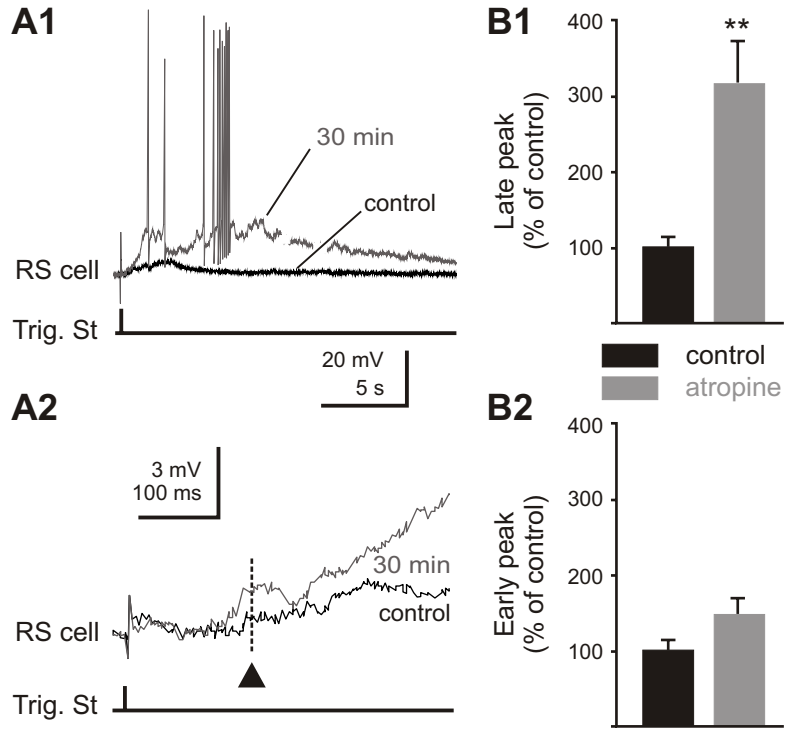 A1
30 min
control
RS cell
Trig. St
20 mV
5 s
B1
Late peak
(% of control)
400
300
200
100
**
control
atropine
A2
3 mV
100 ms
30 min
control
RS cell
Trig. St
B2
Early peak
(% of control)
400
300
200
100